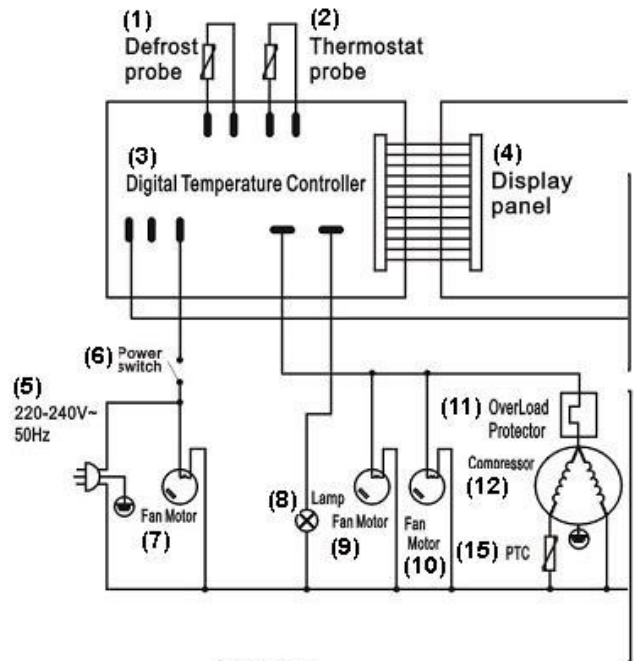 (1)
Defrost
probe
(2)
Thermostat
probe
(3)
Digital Temperature Controller
(4)
Display
panel
(6) Power
switch
(5)
220-240V~
50Hz
Fan Motor
(7)
(8) Lamp
Fan Motor
(9)
Fan
Motor
(10)
(11) OverLoad
Protector
Compressor
(12)
(15) PTC